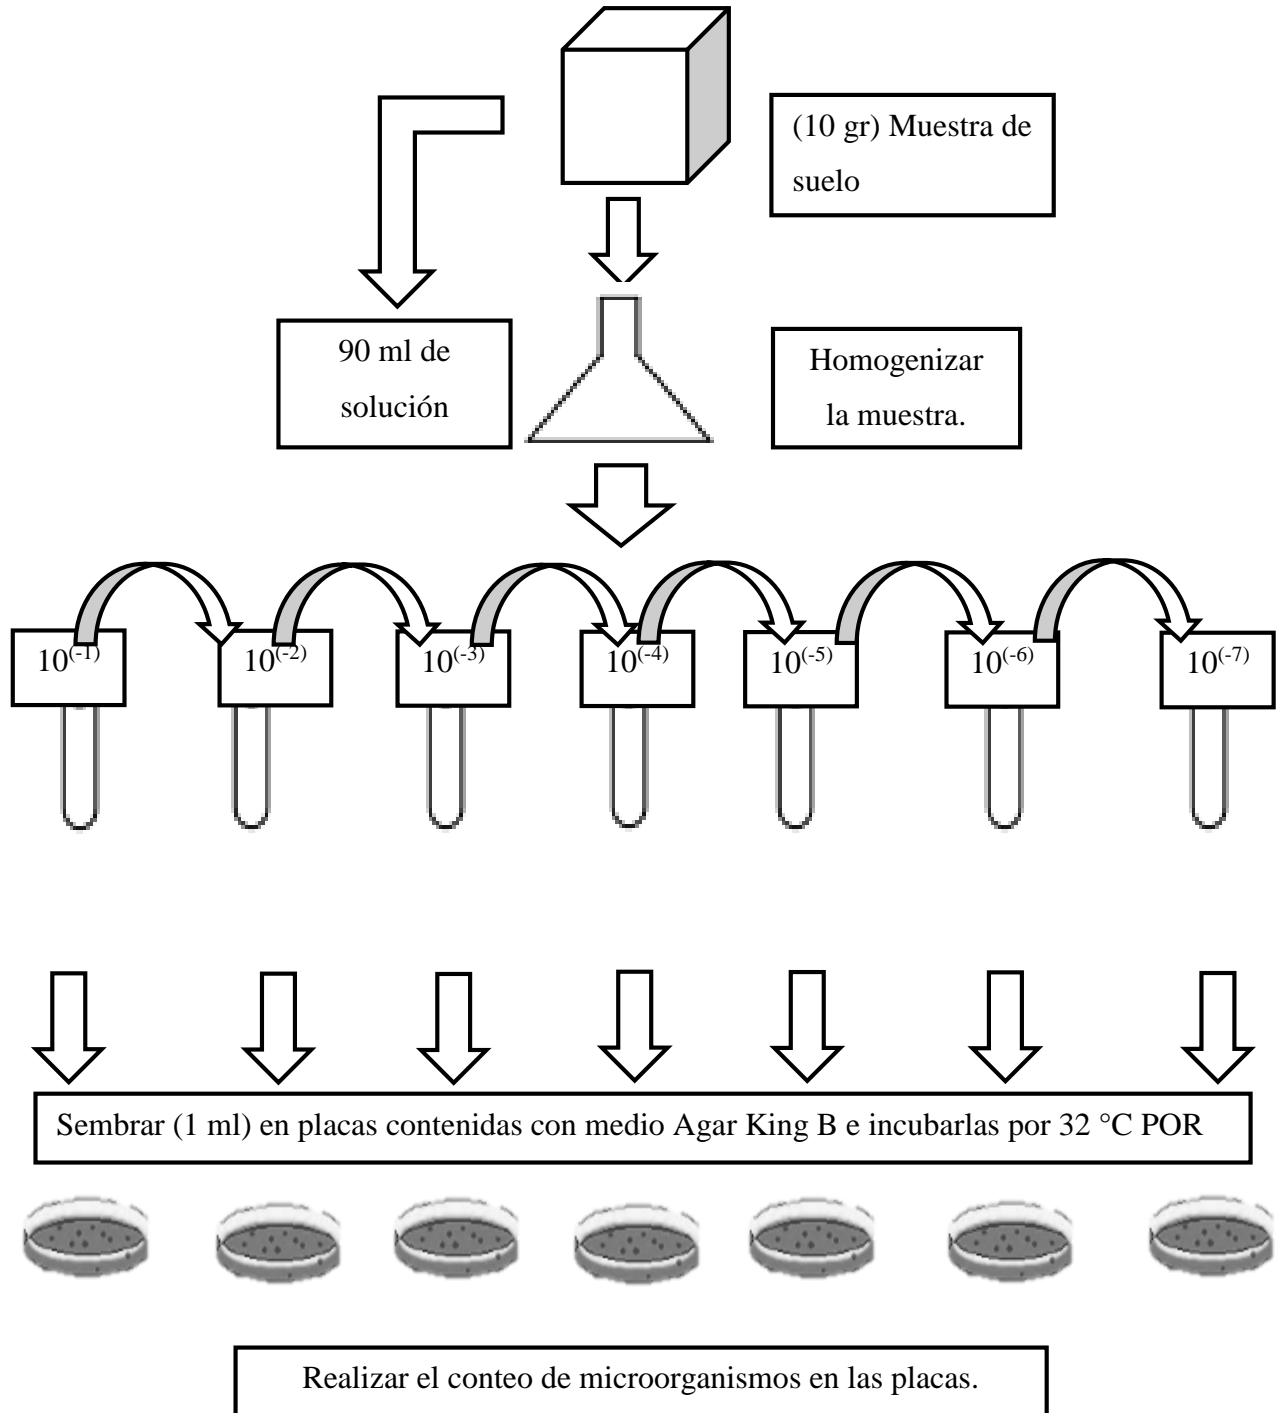 (10 gr) Muestra de
suelo
90 ml de
solución
Homogenizar
la muestra.
10⁽⁻¹⁾ 10⁽⁻²⁾ 10⁽⁻³⁾ 10⁽⁻⁴⁾ 10⁽⁻⁵⁾ 10⁽⁻⁶⁾ 10⁽⁻⁷⁾
Sembrar (1 ml) en placas contenidas con medio Agar King B e incubarlas por 32 °C POR
Realizar el conteo de microorganismos en las placas.